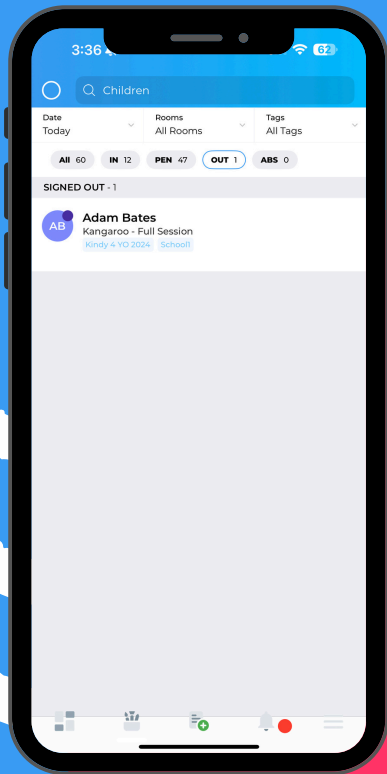 3:36
62
Children
Date
Today
Rooms
All Rooms
Tags
All Tags
All 60 IN 12 PEN 47 OUT 1 ABS 0
SIGNED OUT - 1
AB
Adam Bates
Kangaroo - Full Session
Kindy 4 YO 2024 School1